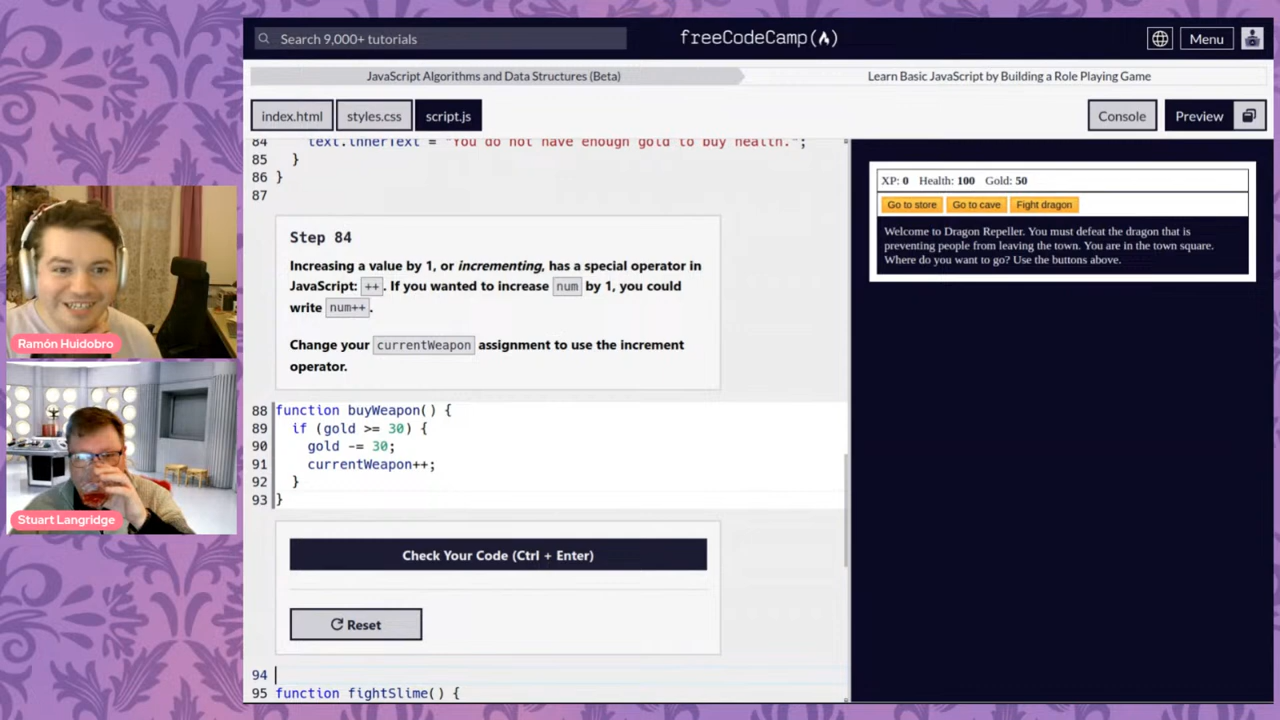 Search 9,000+ tutorials
freeCodeCamp
Menu
JavaScript Algorithms and Data Structures (Beta)
Learn Basic JavaScript by Building a Role Playing Game
index.html
styles.css
script.js
Console
Preview
84 text.innerText = "You do not have enough gold to buy health.";
85 }
86 }
87
Step 84
Increasing a value by 1, or incrementing, has a special operator in
JavaScript: ++. If you wanted to increase num by 1, you could
write num++.
Change your currentWeapon assignment to use the increment
operator.
88 function buyWeapon() {
89 if (gold >= 30) {
90 gold -= 30;
91 currentWeapon++;
92 }
93 }
Check Your Code (Ctrl + Enter)
Reset
94
95 function fightSlime() {
XP: 0 Health: 100 Gold: 50
Go to store
Go to cave
Fight dragon
Welcome to Dragon Repeller. You must defeat the dragon that is
preventing people from leaving the town. You are in the town square.
Where do you want to go? Use the buttons above.
Ramón Huidobro
Stuart Langridge